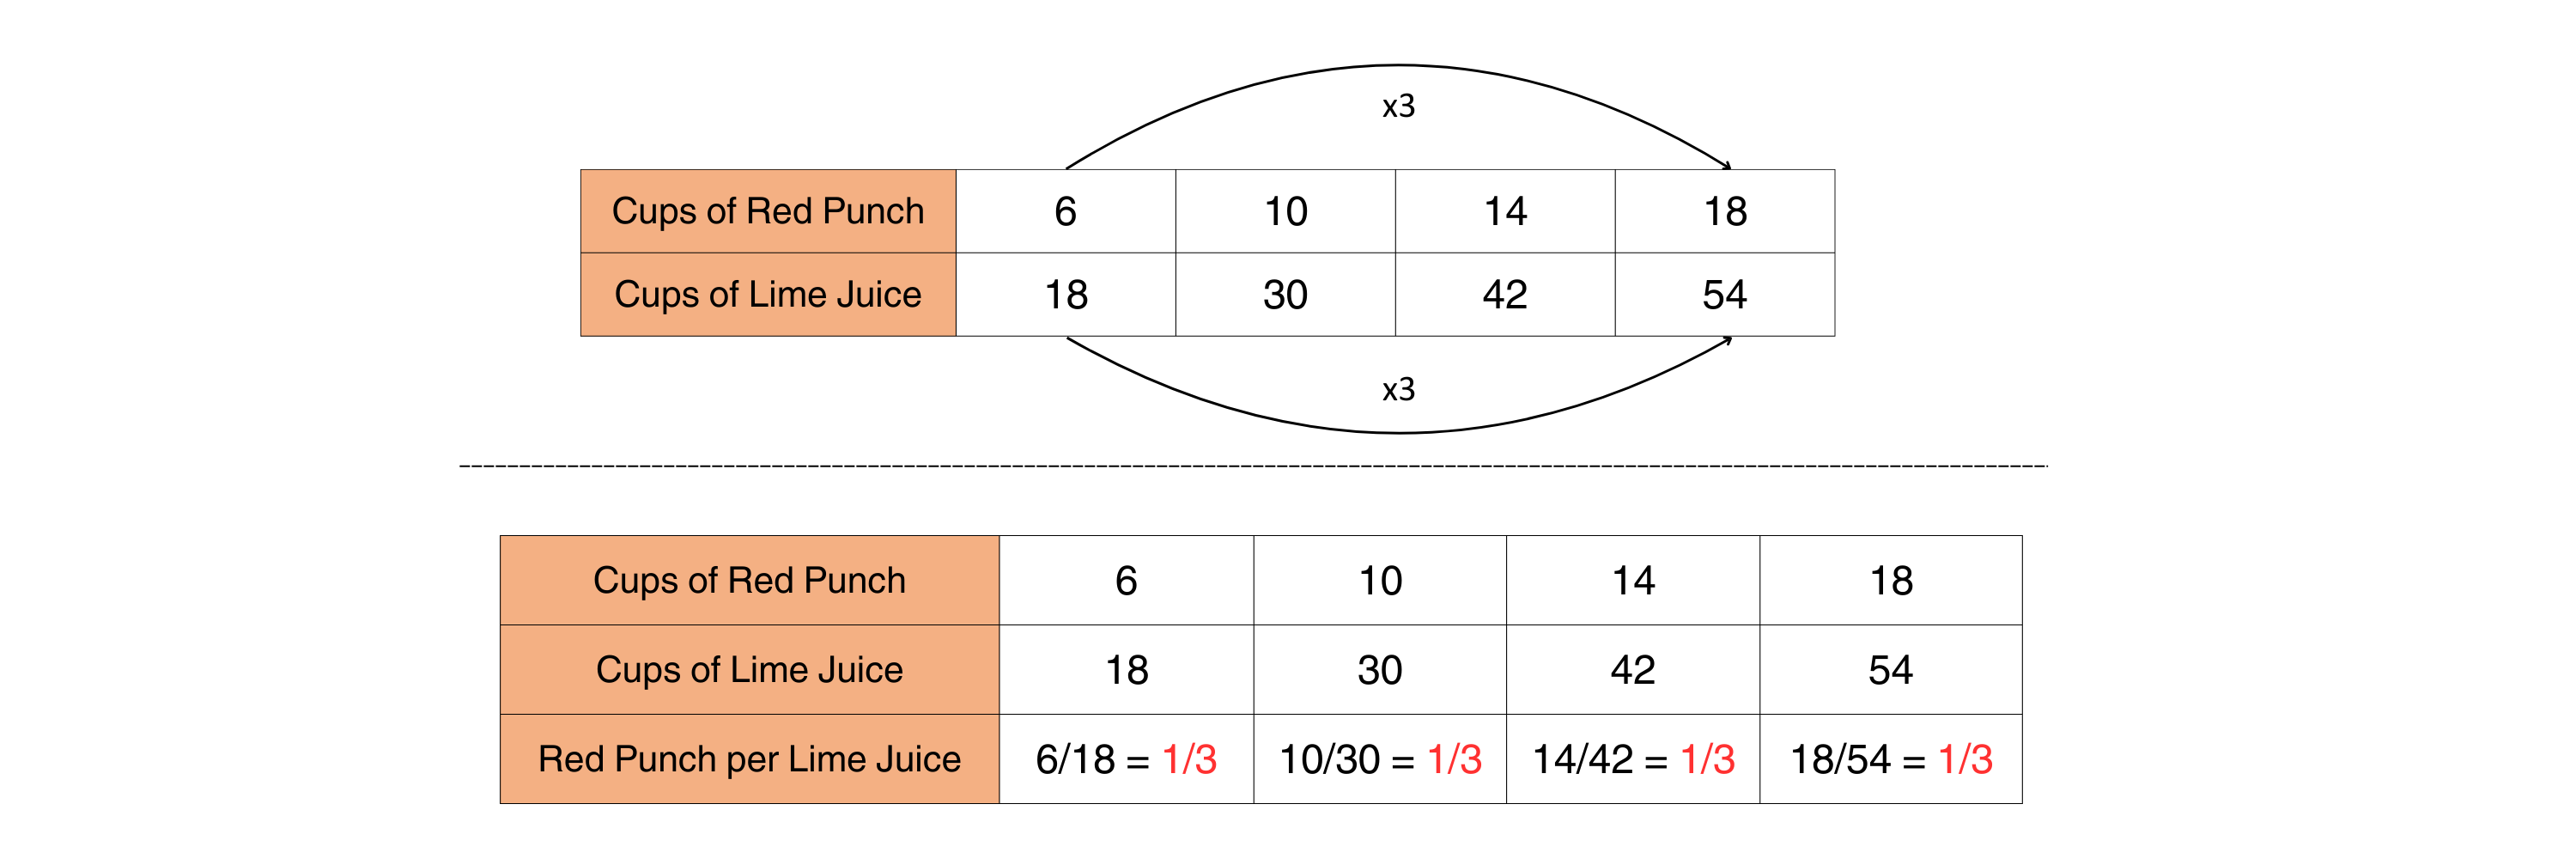 x3
Cups of Red Punch 6 10 14 18
Cups of Lime Juice 18 30 42 54
x3
Cups of Red Punch 6 10 14 18
Cups of Lime Juice 18 30 42 54
Red Punch per Lime Juice 6/18 = 1/3 10/30 = 1/3 14/42 = 1/3 18/54 = 1/3